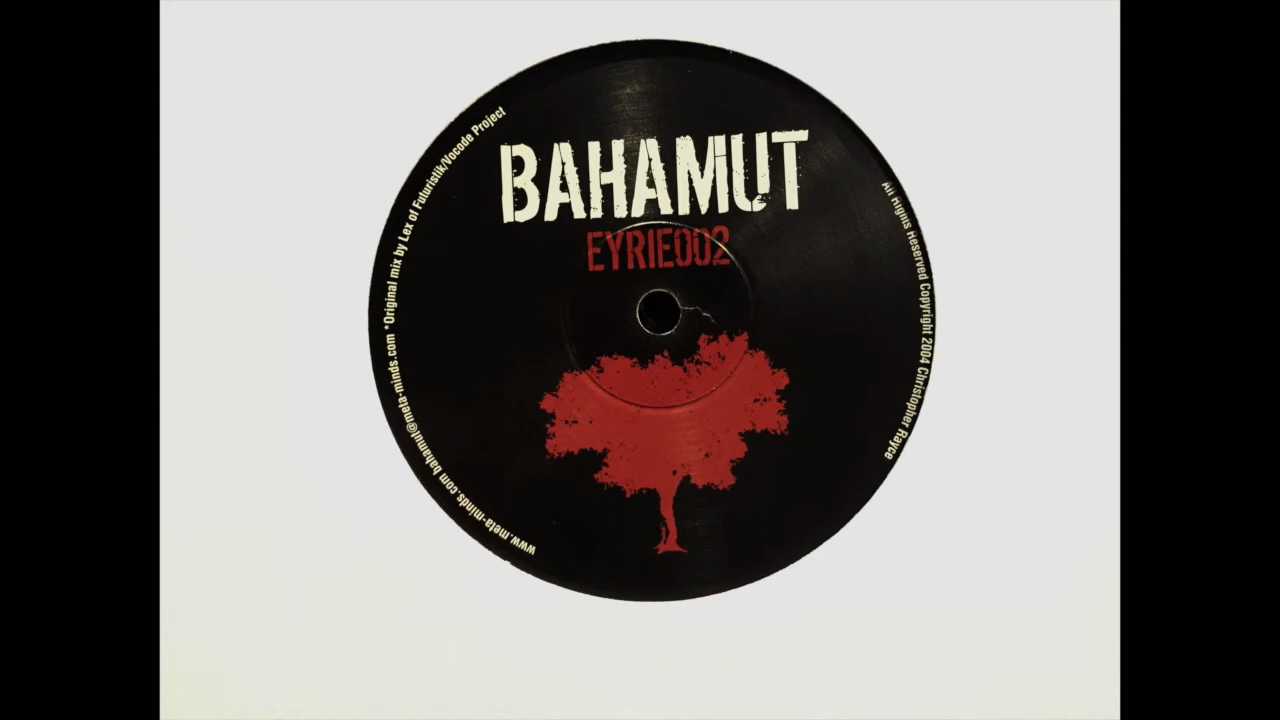 BAHAMUT
EYRIE002
www.meta-minds.com bahamut@meta-minds.com *Original mix by Lex of Futuristik/Vocode Project
All Rights Reserved Copyright 2004 Christopher Rayce